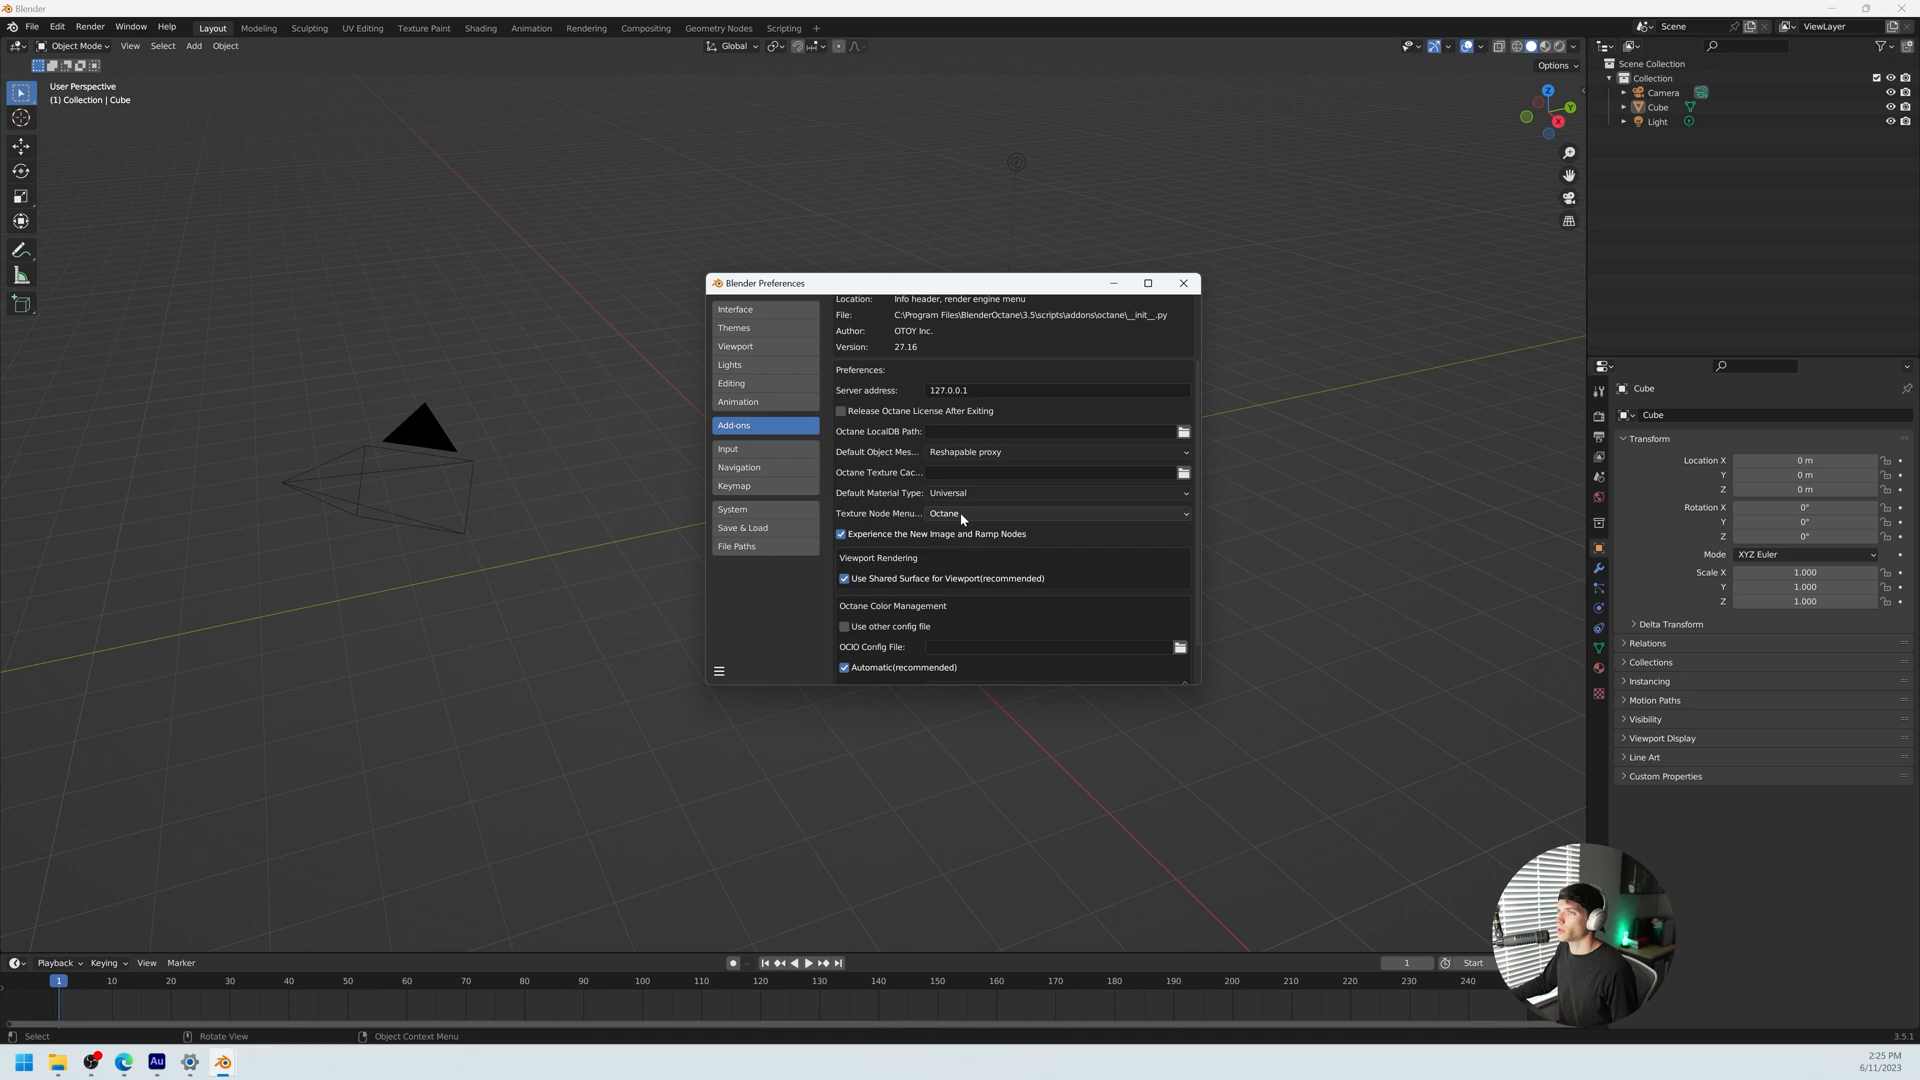 Blender
File Edit Render Window Help Layout Modeling Sculpting UV Editing Texture Paint Shading Animation Rendering Compositing Geometry Nodes Scripting + Scene ViewLayer
Object Mode View Select Add Object Global
Options
User Perspective
(1) Collection | Cube
Z
Y
X
Scene Collection
Collection
Camera
Cube
Light
Blender Preferences
Interface
Themes
Viewport
Lights
Editing
Animation
Add-ons
Input
Navigation
Keymap
System
Save & Load
File Paths
Location: Info header, render engine menu
File: C:\Program Files\BlenderOctane\3.5\scripts\addons\octane\__init__.py
Author: OTOY Inc.
Version: 27.16
Preferences:
Server address: 127.0.0.1
Release Octane License After Exiting
Octane LocalDB Path:
Default Object Mes... Reshapable proxy
Octane Texture Cac...
Default Material Type: Universal
Texture Node Menu... Octane
Experience the New Image and Ramp Nodes
Viewport Rendering
Use Shared Surface for Viewport(recommended)
Octane Color Management
Use other config file
OCIO Config File:
Automatic(recommended)
Cube
Cube
Transform
Location X 0 m
Y 0 m
Z 0 m
Rotation X 0°
Y 0°
Z 0°
Mode XYZ Euler
Scale X 1.000
Y 1.000
Z 1.000
Delta Transform
Relations
Collections
Instancing
Motion Paths
Visibility
Viewport Display
Line Art
Custom Properties
Playback Keying View Marker 1 Start
1 10 20 30 40 50 60 70 80 90 100 110 120 130 140 150 160 170 180 190 200 210 220 230 240
Select Rotate View Object Context Menu 3.5.1
Au
2:25 PM
6/11/2023